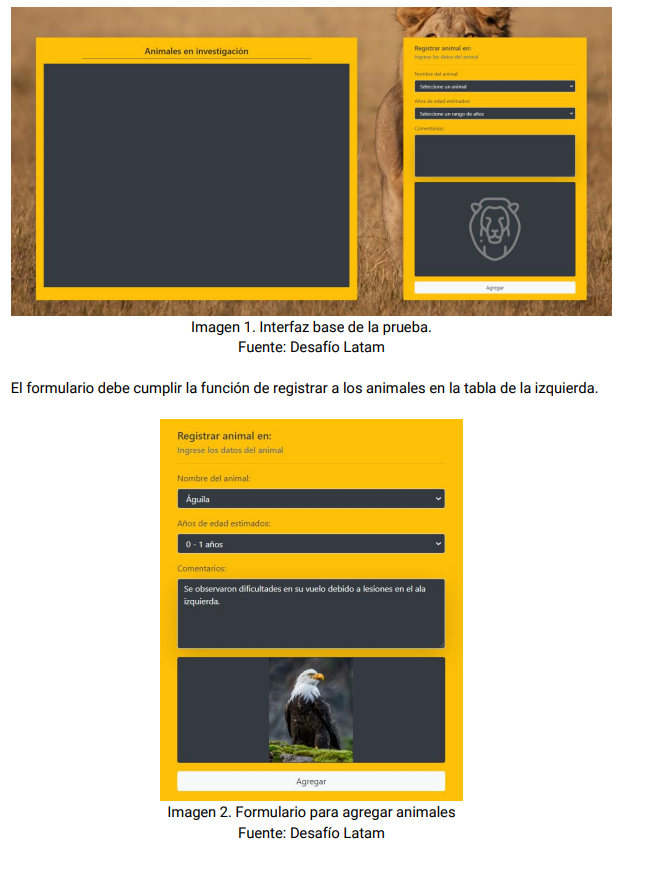 Animales en investigación
Registrar animal en:
Ingrese los datos del animal
Nombre del animal:
Seleccione un animal
Años de edad estimados:
Seleccione un rango de años
Comentarios:
Agregar
Imagen 1. Interfaz base de la prueba.
Fuente: Desafío Latam
El formulario debe cumplir la función de registrar a los animales en la tabla de la izquierda.
Registrar animal en:
Ingrese los datos del animal
Nombre del animal:
Águila
Años de edad estimados:
0 - 1 años
Comentarios:
Se observaron dificultades en su vuelo debido a lesiones en el ala
izquierda.
Agregar
Imagen 2. Formulario para agregar animales
Fuente: Desafío Latam